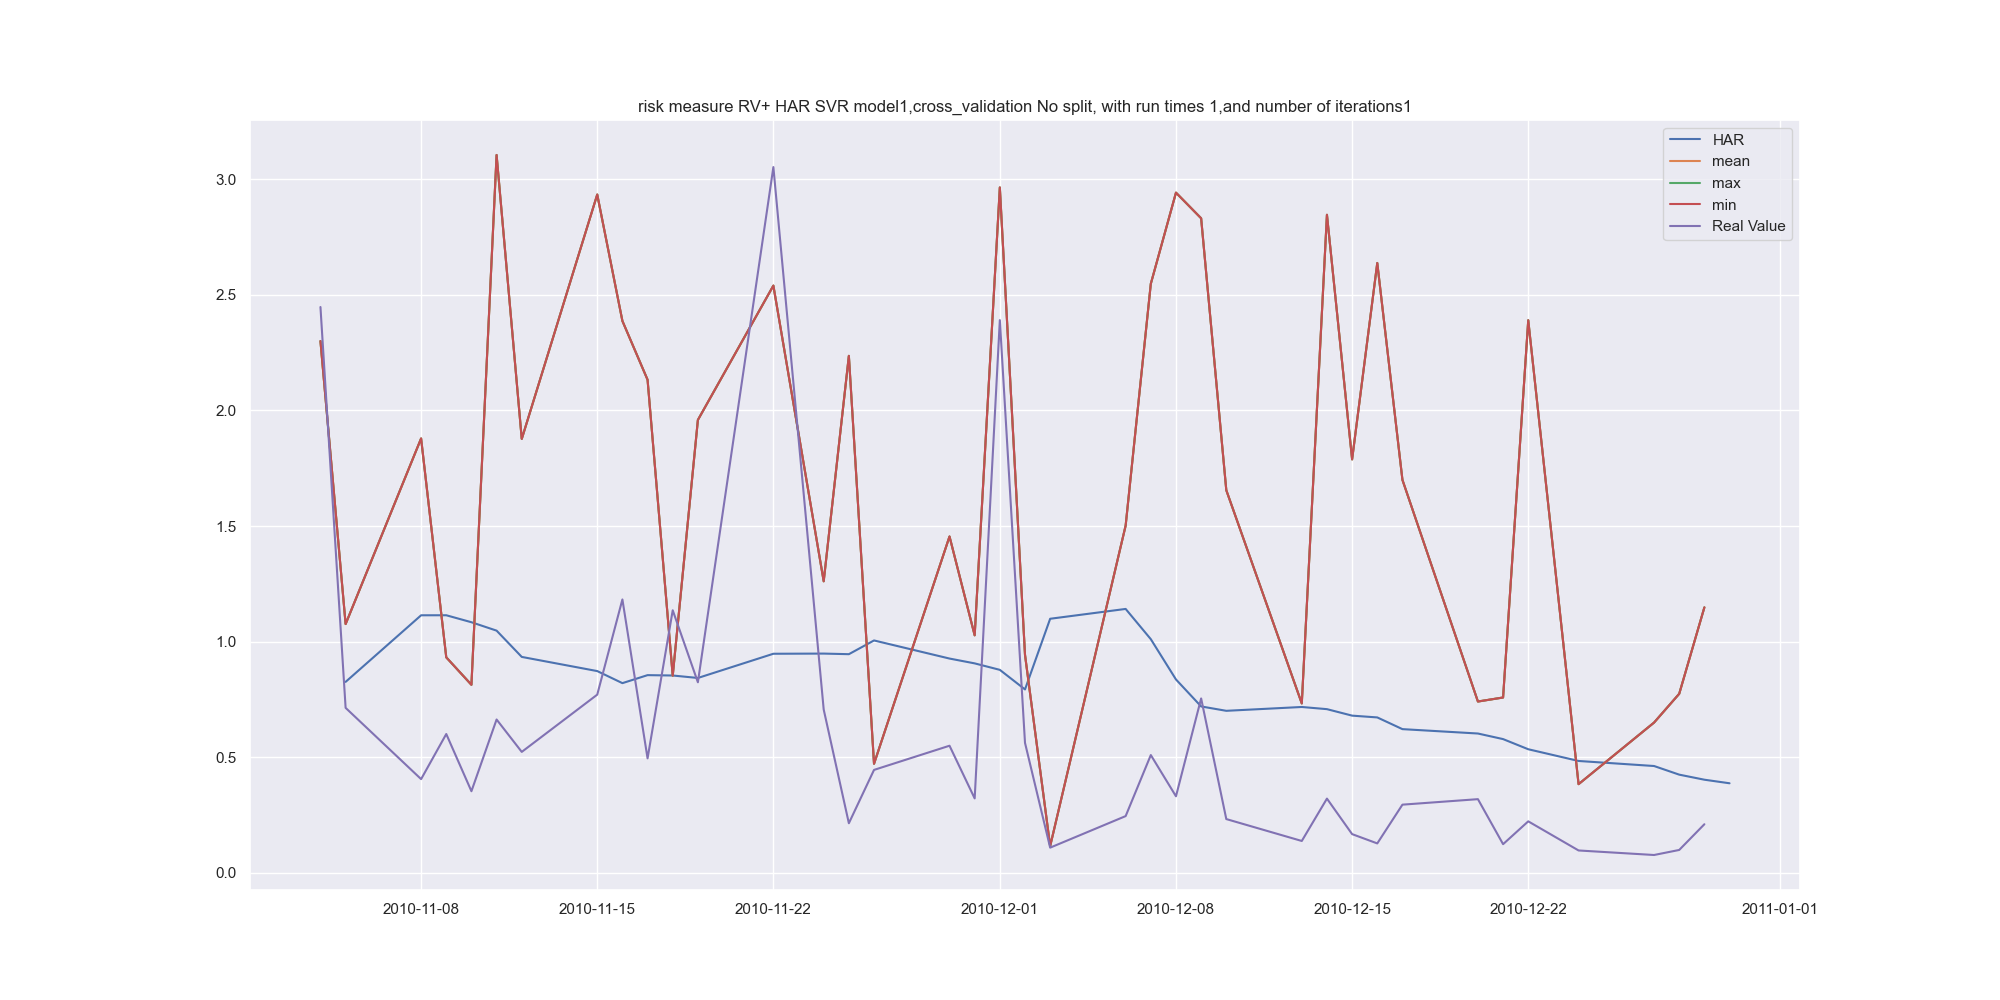 risk measure RV+ HAR SVR model1,cross_validation No split, with run times 1,and number of iterations1
HAR
mean
max
min
Real Value
3.0
2.5
2.0
1.5
1.0
0.5
0.0
2010-11-08
2010-11-15
2010-11-22
2010-12-01
2010-12-08
2010-12-15
2010-12-22
2011-01-01